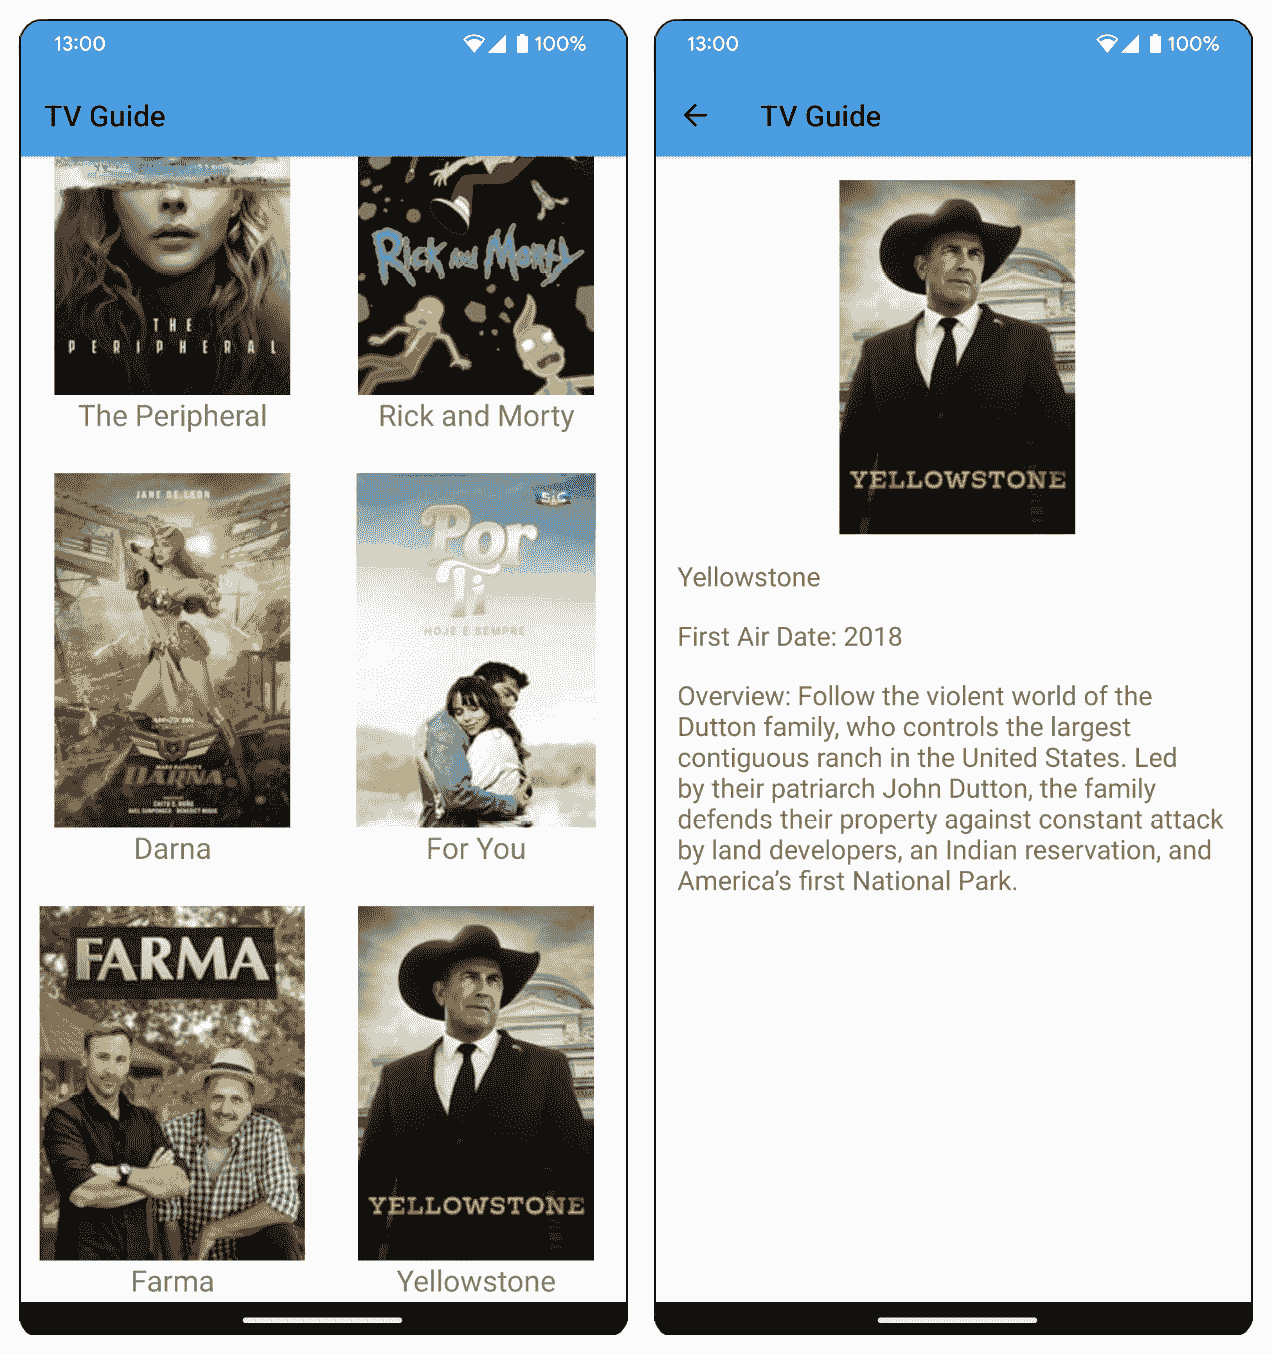 13:00
100%
TV Guide
THE
PERIPHERAL
Rick and Morty
The Peripheral
Rick and Morty
JANE DE LEON
DARNA
SIC
Por
Ti
HOJE E SEMPRE
Darna
For You
FARMA
YELLOWSTONE
Farma
Yellowstone
13:00
100%
TV Guide
YELLOWSTONE
Yellowstone
First Air Date: 2018
Overview: Follow the violent world of the
Dutton family, who controls the largest
contiguous ranch in the United States. Led
by their patriarch John Dutton, the family
defends their property against constant attack
by land developers, an Indian reservation, and
America’s first National Park.